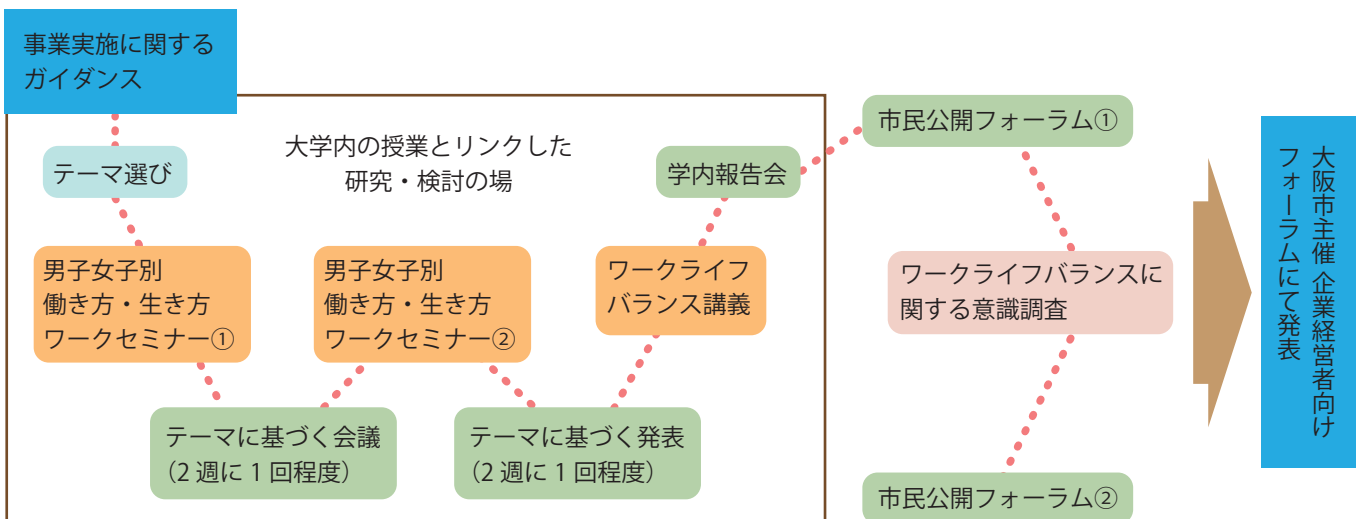 事業実施に関する
ガイダンス
テーマ選び
大学内の授業とリンクした
研究・検討の場
学内報告会
男子女子別
働き方・生き方
ワークセミナー①
男子女子別
働き方・生き方
ワークセミナー②
ワークライフ
バランス講義
テーマに基づく会議
（2 週に 1 回程度）
テーマに基づく発表
（2 週に 1 回程度）
市民公開フォーラム①
ワークライフバランスに
関する意識調査
市民公開フォーラム②
大阪市主催 企業経営者向け
フォーラムにて発表